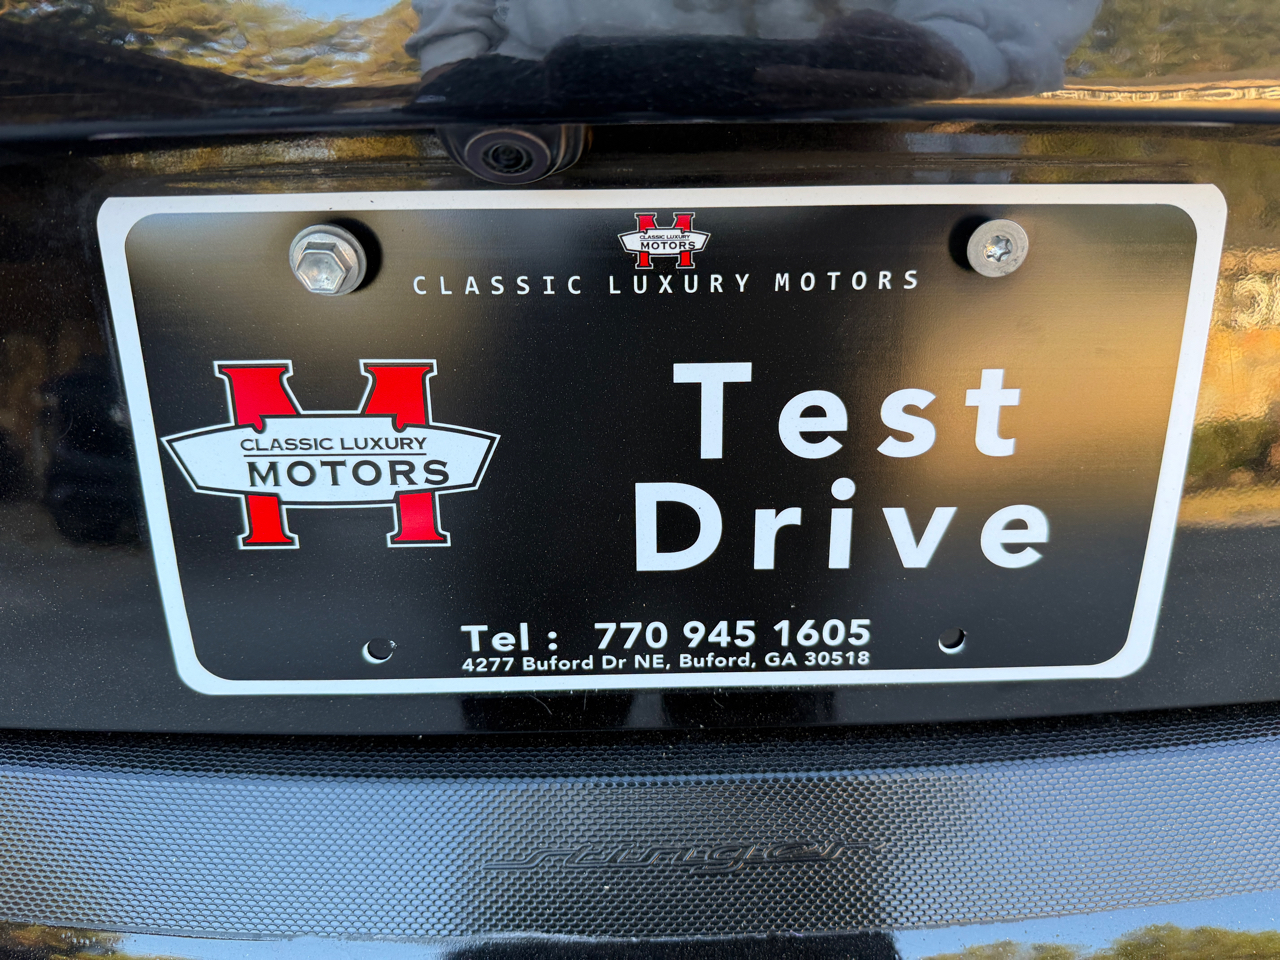 CLASSIC LUXURY
MOTORS
CLASSIC LUXURY MOTORS
CLASSIC LUXURY
MOTORS
Test
Drive
Tel : 770 945 1605
4277 Buford Dr NE, Buford, GA 30518
stinger